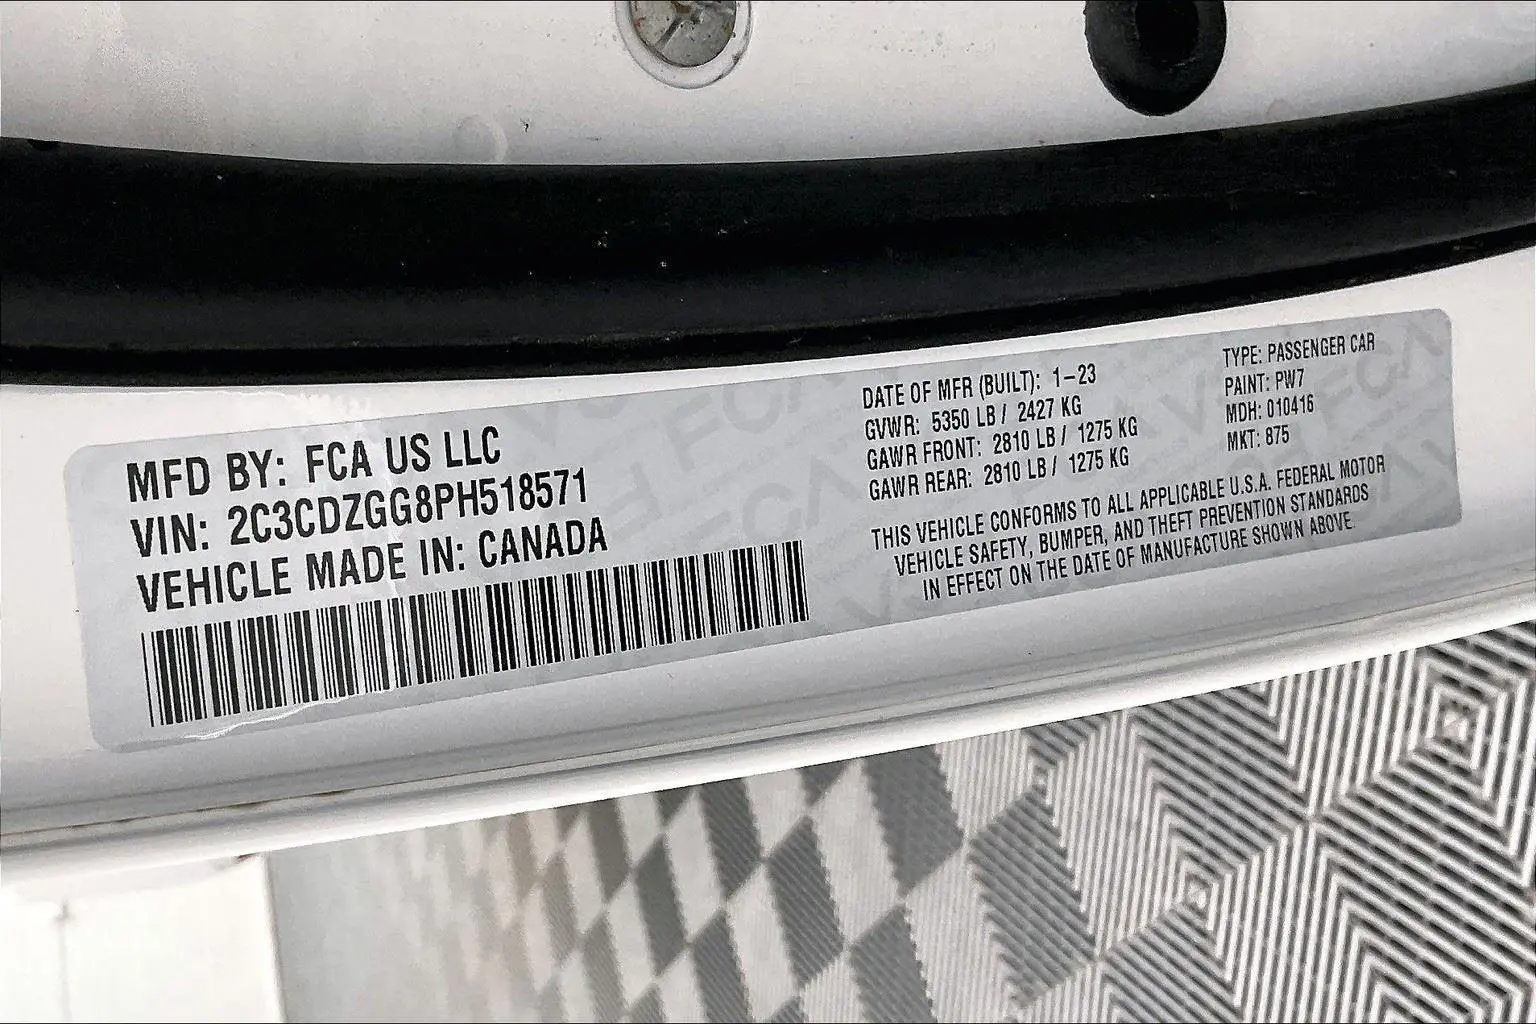 MFD BY: FCA US LLC
VIN: 2C3CDZGG8PH518571
VEHICLE MADE IN: CANADA
DATE OF MFR (BUILT): 1-23
GVWR: 5350 LB / 2427 KG
GAWR FRONT: 2810 LB / 1275 KG
GAWR REAR: 2810 LB / 1275 KG
TYPE: PASSENGER CAR
PAINT: PW7
MDH: 010416
MKT: 875
THIS VEHICLE CONFORMS TO ALL APPLICABLE U.S.A. FEDERAL MOTOR
VEHICLE SAFETY, BUMPER, AND THEFT PREVENTION STANDARDS
IN EFFECT ON THE DATE OF MANUFACTURE SHOWN ABOVE.